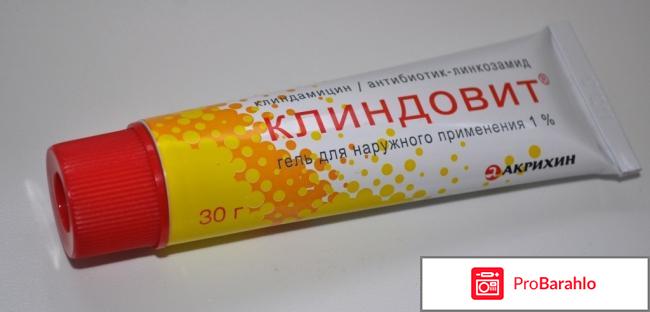 клиндамицин / антибиотик-линкозамид
КЛИНДОВИТ®
гель для наружного применения 1 %
30 г
АКРИХИН
ProBarahlo